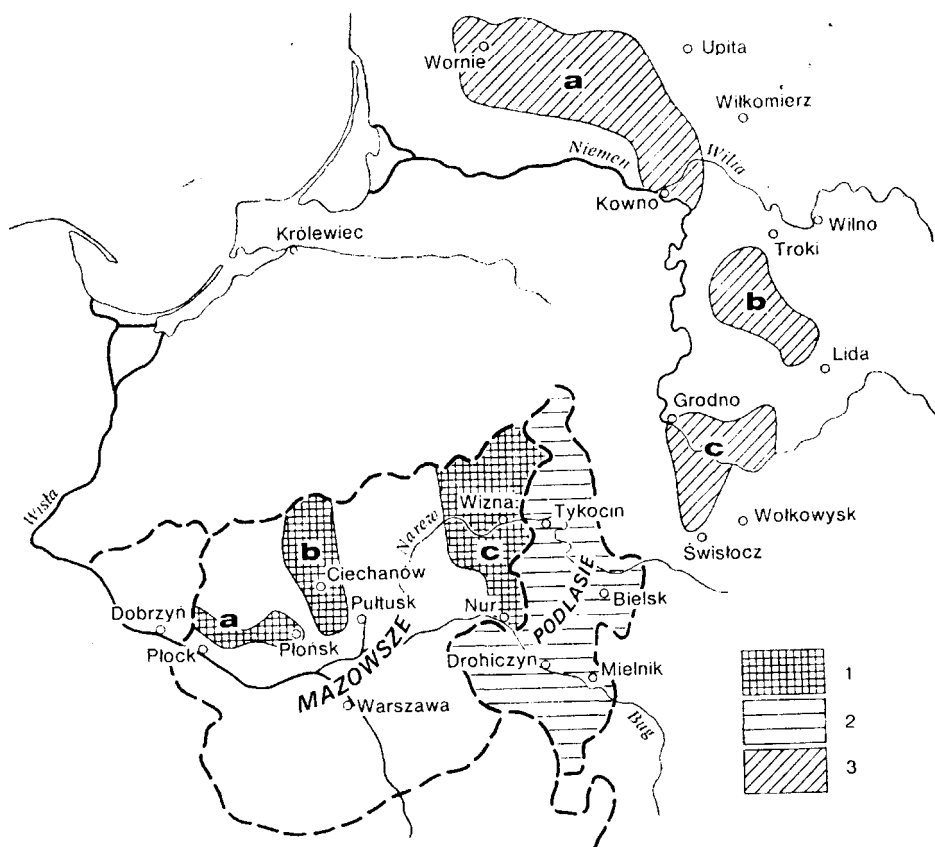 Wornie
a
Upita
Wiłkomierz
Niemen
Wilia
Kowno
Wilno
Troki
Królewiec
b
Lida
Grodno
c
Wołkowysk
Świsłocz
Wisła
Narew
Wizna
Tykocin
b
c
Ciechanów
Bielsk
Dobrzyń
a
Pułtusk
Nur
PODLASIE
Płońsk
Płock
MAZOWSZE
Drohiczyn
Mielnik
Warszawa
Bug
1
2
3